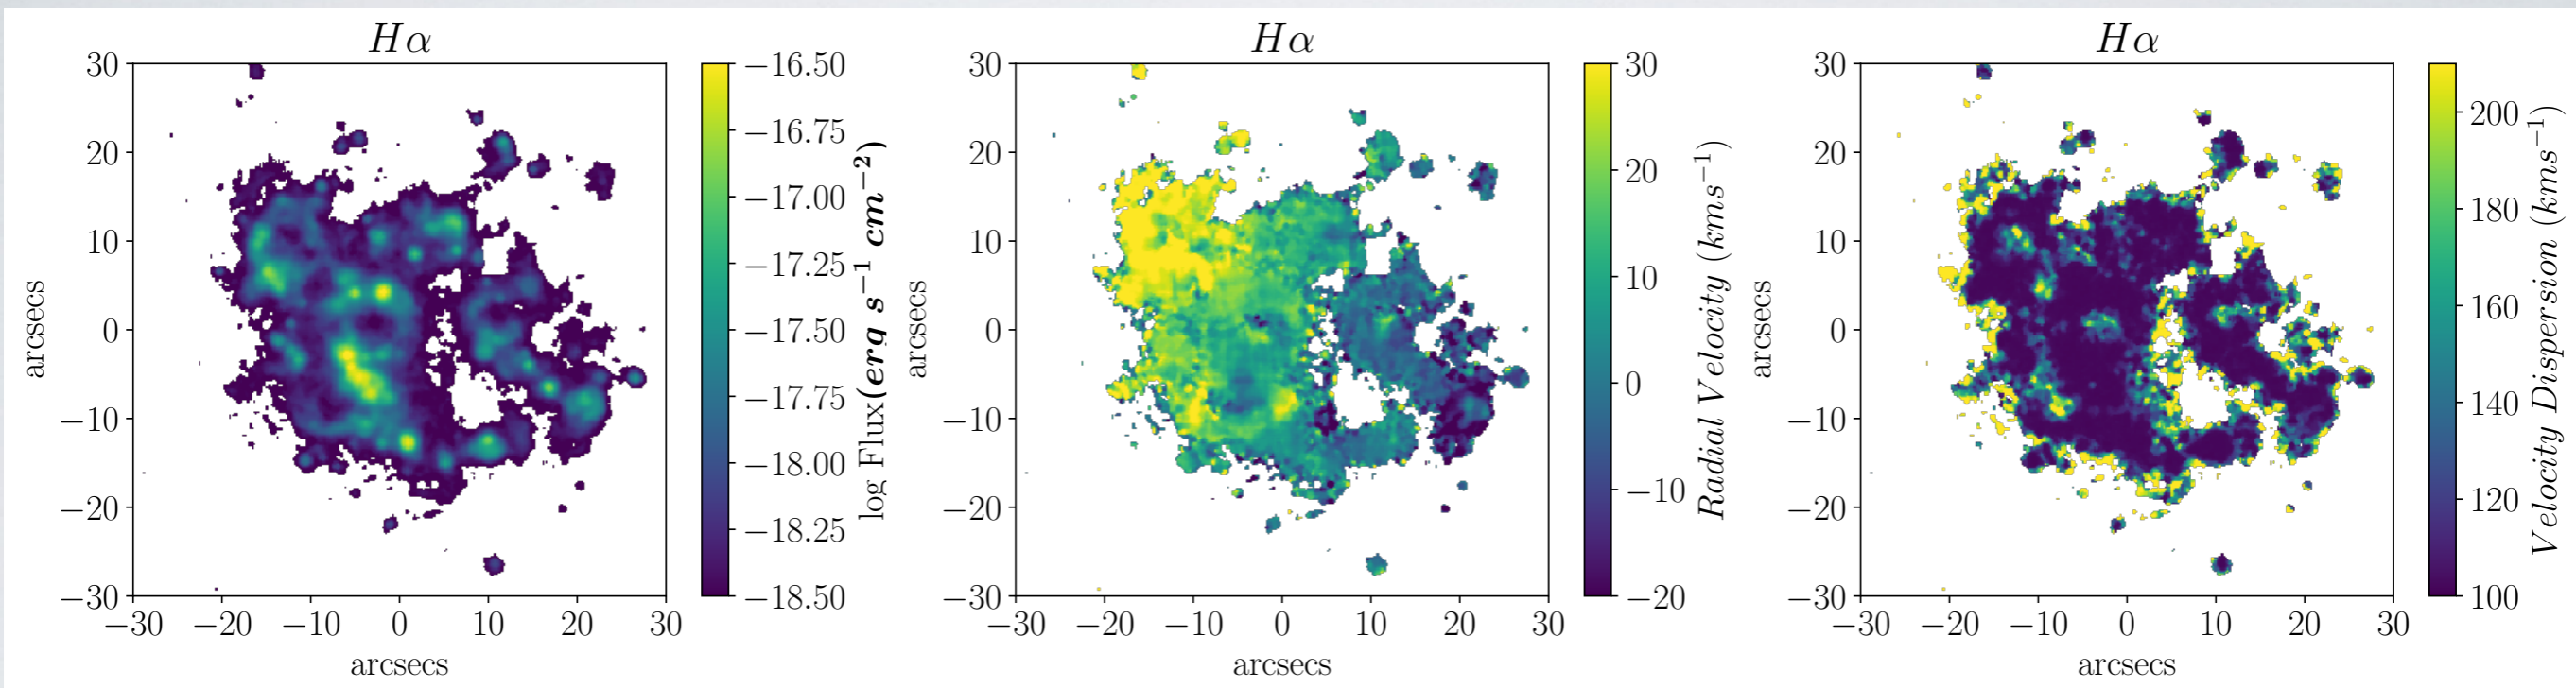 Hα
30
20
10
0
−10
−20
−30
−30 −20 −10 0 10 20 30
arcsecs
arcsecs
−16.50
−16.75
−17.00
−17.25
−17.50
−17.75
−18.00
−18.25
−18.50
log Flux(erg s⁻¹ cm⁻²)
Hα
30
20
10
0
−10
−20
−30
−30 −20 −10 0 10 20 30
arcsecs
arcsecs
30
20
10
0
−10
−20
Radial Velocity (kms⁻¹)
Hα
30
20
10
0
−10
−20
−30
−30 −20 −10 0 10 20 30
arcsecs
arcsecs
200
180
160
140
120
100
Velocity Dispersion (kms⁻¹)